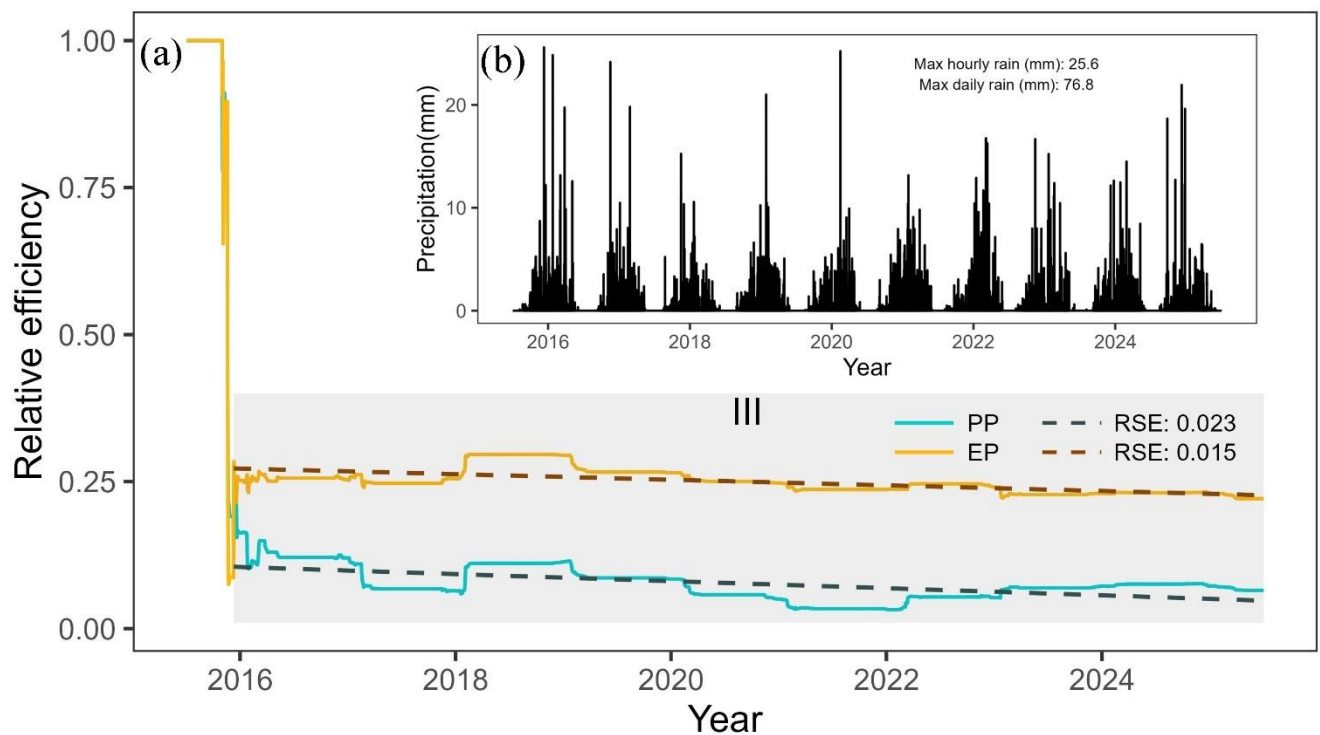 (a)
Relative efficiency
1.00
0.75
0.50
0.25
0.00
2016
2018
2020
2022
2024
Year
(b)
Precipitation(mm)
20
10
0
Max hourly rain (mm): 25.6
Max daily rain (mm): 76.8
2016
2018
2020
2022
2024
Year
III
PP
RSE: 0.023
EP
RSE: 0.015